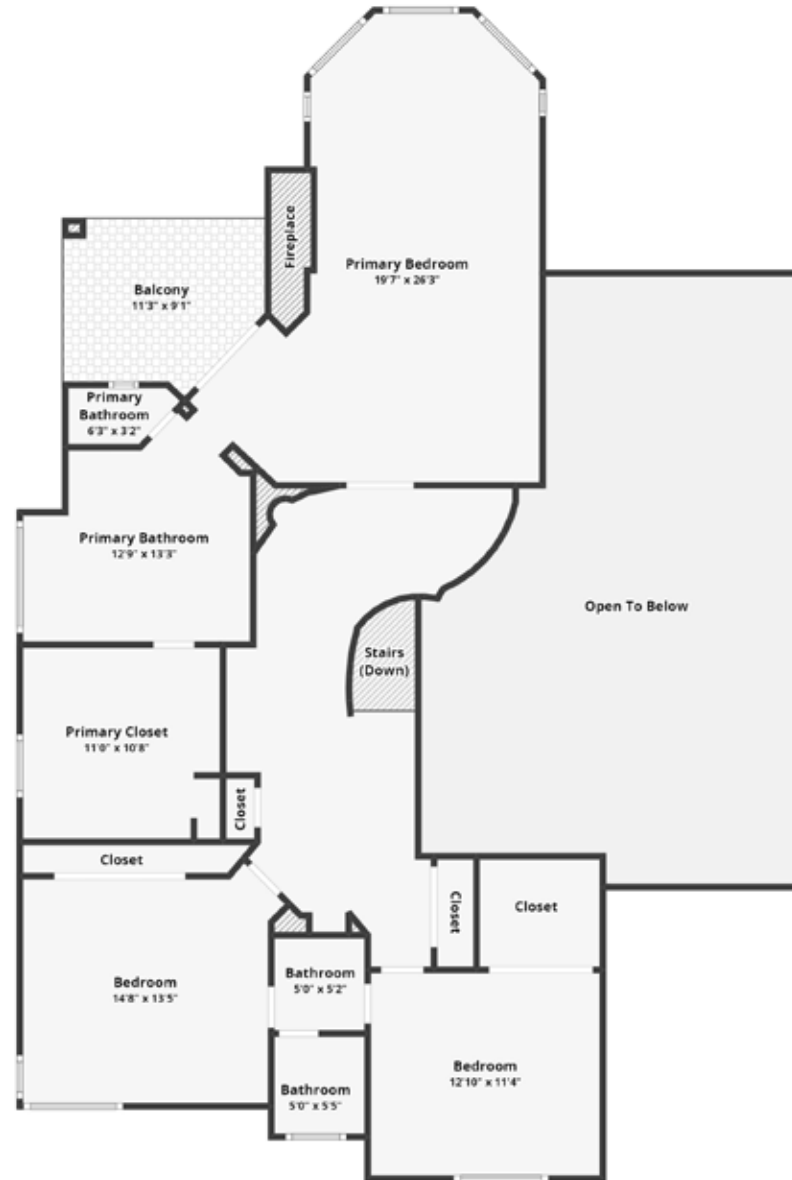 Fireplace
Primary Bedroom
19'7" x 26'3"
Balcony
11'3" x 9'1"
Primary
Bathroom
6'3" x 3'2"
Primary Bathroom
12'9" x 13'3"
Open To Below
Stairs
(Down)
Primary Closet
11'0" x 10'8"
Closet
Closet
Closet
Closet
Bedroom
14'8" x 13'5"
Bathroom
5'0" x 5'2"
Bedroom
12'10" x 11'4"
Bathroom
5'0" x 5'5"